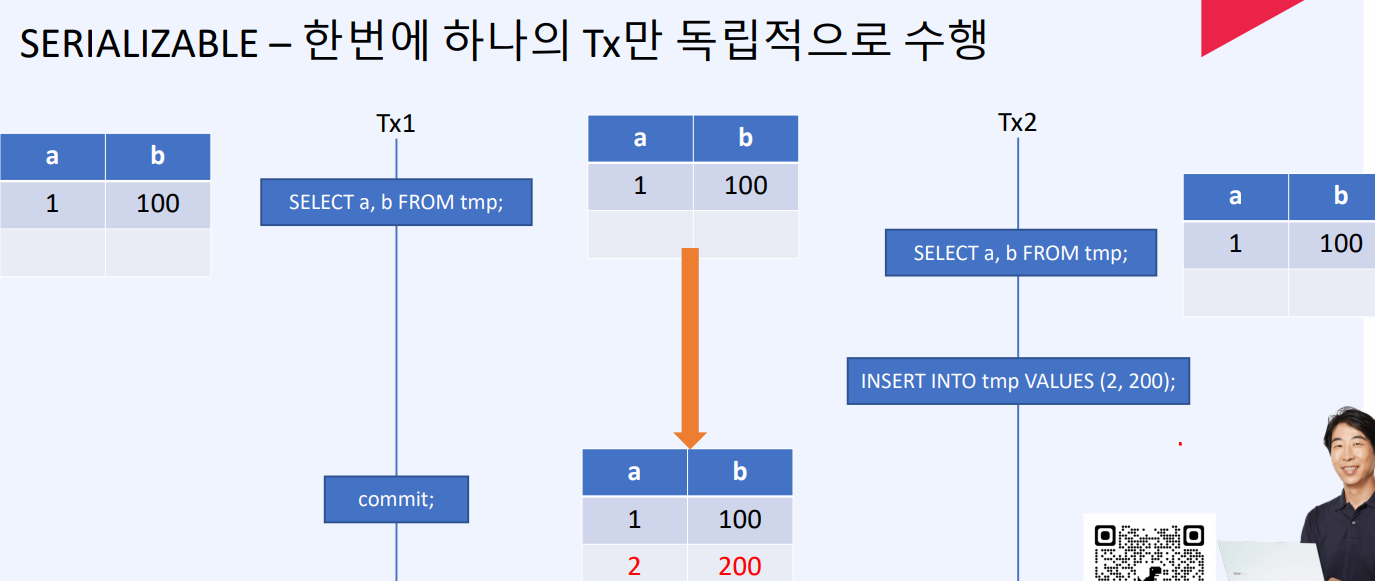 SERIALIZABLE – 한번에 하나의 Tx만 독립적으로 수행
Tx1
Tx2
a b
1 100
SELECT a, b FROM tmp;
a b
1 100
SELECT a, b FROM tmp;
a b
1 100
INSERT INTO tmp VALUES (2, 200);
commit;
a b
1 100
2 200